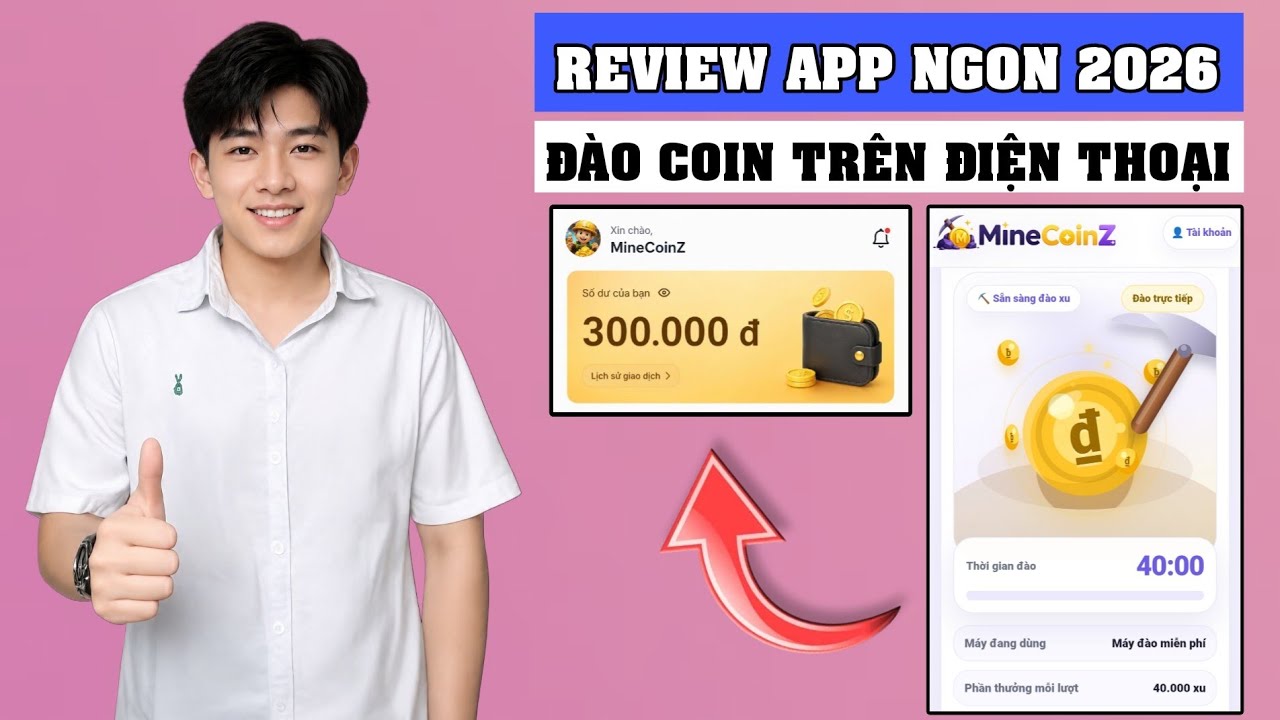 REVIEW APP NGON 2026
ĐÀO COIN TRÊN ĐIỆN THOẠI
Xin chào,
MineCoinZ
Số dư của bạn
300.000 đ
Lịch sử giao dịch >
MineCoinZ
Tài khoản
Sẵn sàng đào xu
Đào trực tiếp
đ
Thời gian đào
40:00
Máy đang dùng
Máy đào miễn phí
Phần thưởng mỗi lượt
40.000 xu